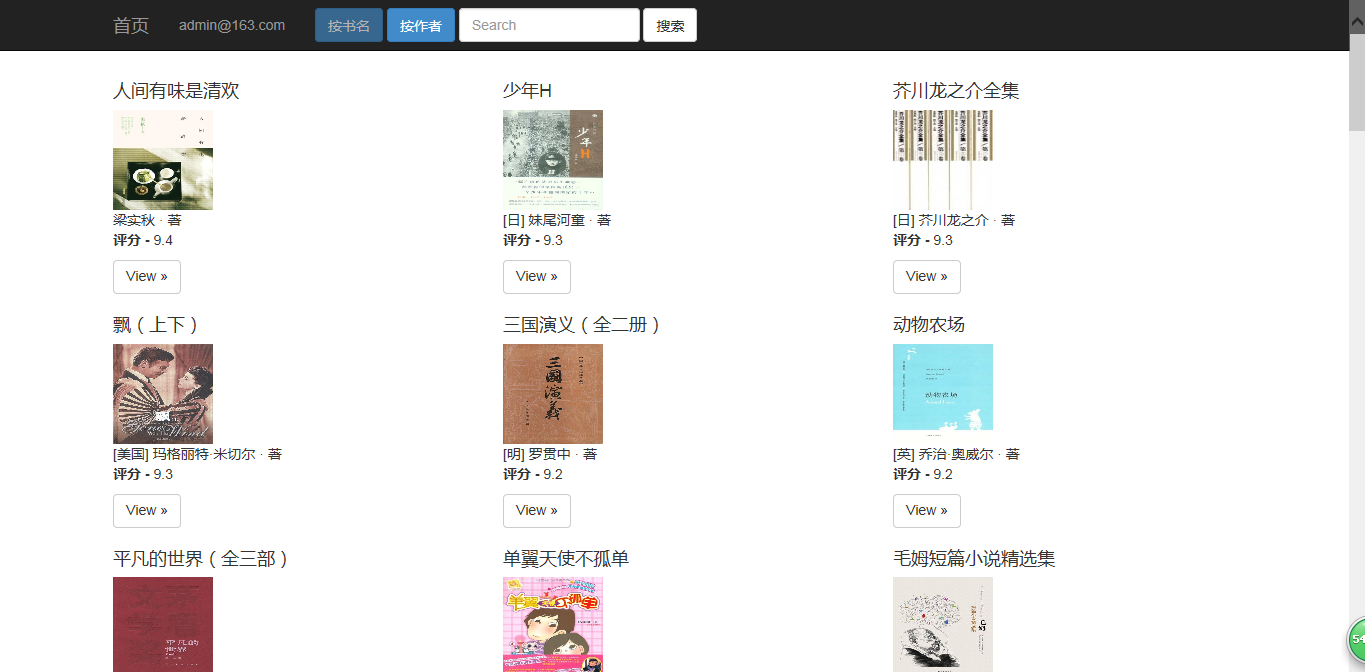 首页 admin@163.com 按书名 按作者 Search 搜索
人间有味是清欢 少年H 芥川龙之介全集
少年H
梁实秋 · 著 [日] 妹尾河童 · 著 [日] 芥川龙之介 · 著
评分 - 9.4 评分 - 9.3 评分 - 9.3
View » View » View »
飘（上下） 三国演义（全二册） 动物农场
飘 三國演義 动物农场
[美国] 玛格丽特·米切尔 · 著 [明] 罗贯中 · 著 [英] 乔治·奥威尔 · 著
评分 - 9.3 评分 - 9.2 评分 - 9.2
View » View » View »
平凡的世界（全三部） 单翼天使不孤单 毛姆短篇小说精选集
平凡的世界
54